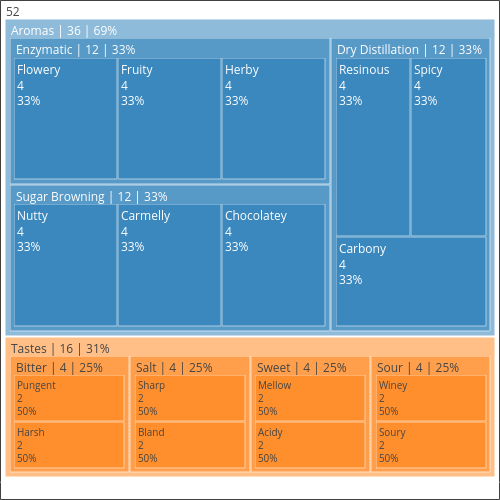 52
Aromas | 36 | 69%
Enzymatic | 12 | 33%
Flowery
4
33%
Fruity
4
33%
Herby
4
33%
Sugar Browning | 12 | 33%
Nutty
4
33%
Carmelly
4
33%
Chocolatey
4
33%
Dry Distillation | 12 | 33%
Resinous
4
33%
Spicy
4
33%
Carbony
4
33%
Tastes | 16 | 31%
Bitter | 4 | 25%
Pungent
2
50%
Harsh
2
50%
Salt | 4 | 25%
Sharp
2
50%
Bland
2
50%
Sweet | 4 | 25%
Mellow
2
50%
Acidy
2
50%
Sour | 4 | 25%
Winey
2
50%
Soury
2
50%